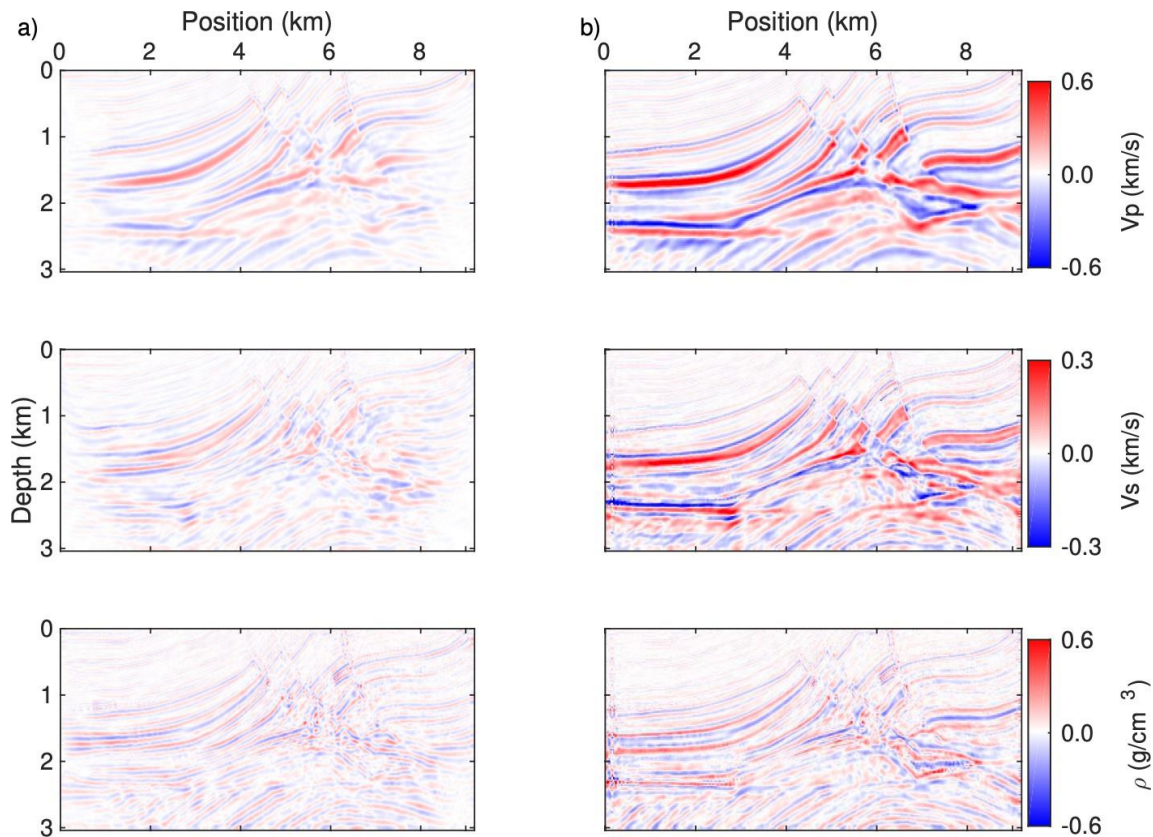 a) Position (km)
0 2 4 6 8
b) Position (km)
0 2 4 6 8
0
1
2
3
0.6
0.0
-0.6
Vp (km/s)
Depth (km)
0
1
2
3
0.3
0.0
-0.3
Vs (km/s)
0
1
2
3
0.6
0.0
-0.6
ρ (g/cm 3)